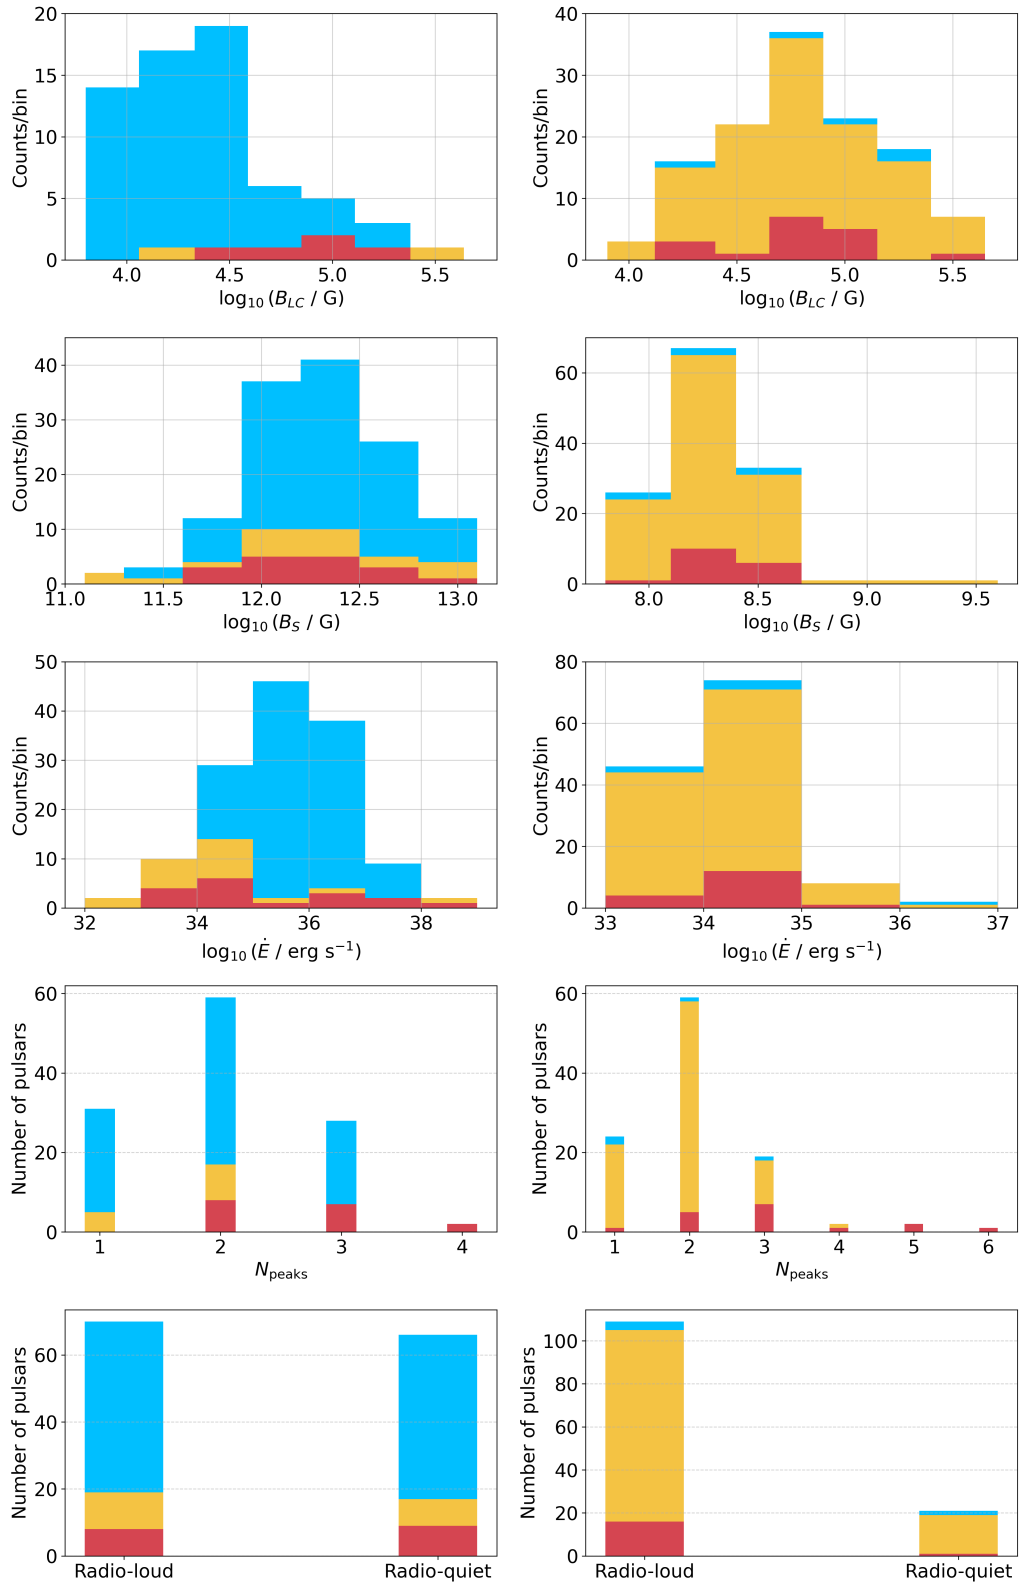 20
15
10
5
0
Counts/bin
4.0 4.5 5.0 5.5
log₁₀ (B_LC / G)
40
30
20
10
0
Counts/bin
4.0 4.5 5.0 5.5
log₁₀ (B_LC / G)
40
30
20
10
0
Counts/bin
11.0 11.5 12.0 12.5 13.0
log₁₀ (B_S / G)
60
40
20
0
Counts/bin
8.0 8.5 9.0 9.5
log₁₀ (B_S / G)
50
40
30
20
10
0
Counts/bin
32 34 36 38
log₁₀ (Ė / erg s⁻¹)
80
60
40
20
0
Counts/bin
33 34 35 36 37
log₁₀ (Ė / erg s⁻¹)
60
40
20
0
Number of pulsars
1 2 3 4
N_peaks
60
40
20
0
Number of pulsars
1 2 3 4 5 6
N_peaks
60
40
20
0
Number of pulsars
Radio-loud Radio-quiet
100
80
60
40
20
0
Number of pulsars
Radio-loud Radio-quiet